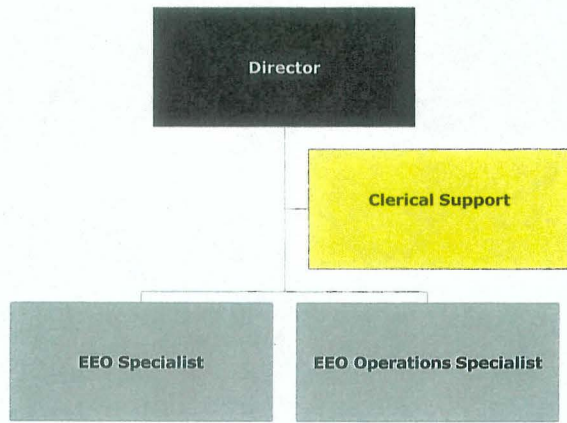 Director
Clerical Support
EEO Specialist
EEO Operations Specialist